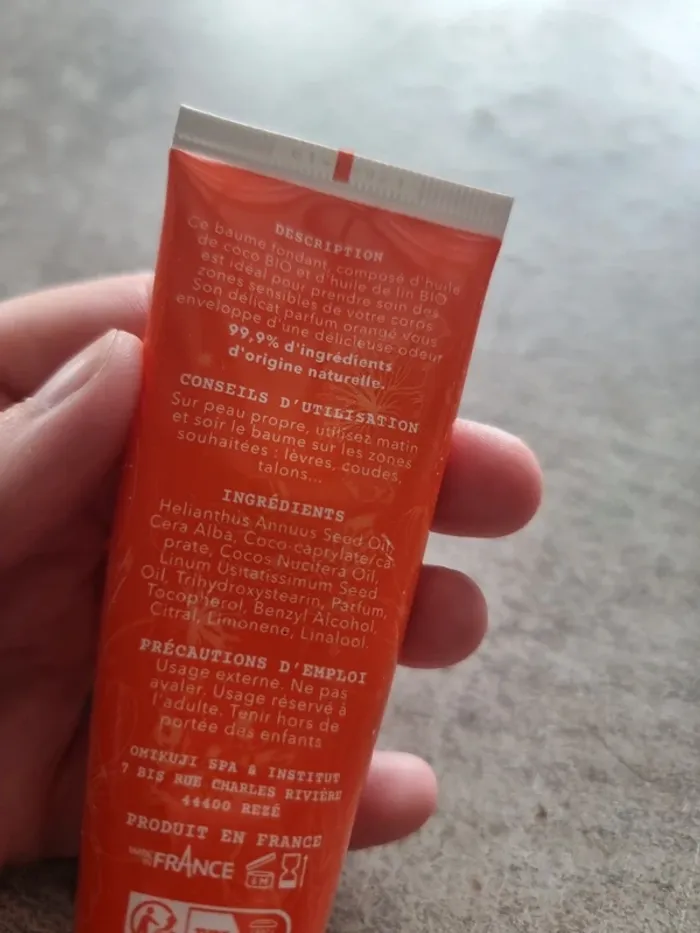 DESCRIPTION
Ce baume fondant, composé d'huile
de coco BIO et d'huile de lin BIO
est idéal pour prendre soin des
zones sensibles de votre corps.
Son délicat parfum orangé vous
enveloppe d'une délicieuse odeur
99,9% d'ingrédients
d'origine naturelle.
CONSEILS D'UTILISATION
Sur peau propre, utilisez matin
et soir le baume sur les zones
souhaitées : lèvres, coudes,
talons...
INGRÉDIENTS
Helianthus Annuus Seed Oil,
Cera Alba, Coco-caprylate/ca
prate, Cocos Nucifera Oil,
Linum Usitatissimum Seed
Oil, Trihydroxystearin, Parfum,
Tocopherol, Benzyl Alcohol,
Citral, Limonene, Linalool.
PRÉCAUTIONS D'EMPLOI
Usage externe. Ne pas
avaler. Usage réservé à
l'adulte. Tenir hors de
portée des enfants
OMIKUJI SPA & INSTITUT
7 BIS RUE CHARLES RIVIÈRE
44400 REZÉ
PRODUIT EN FRANCE
FRANCE